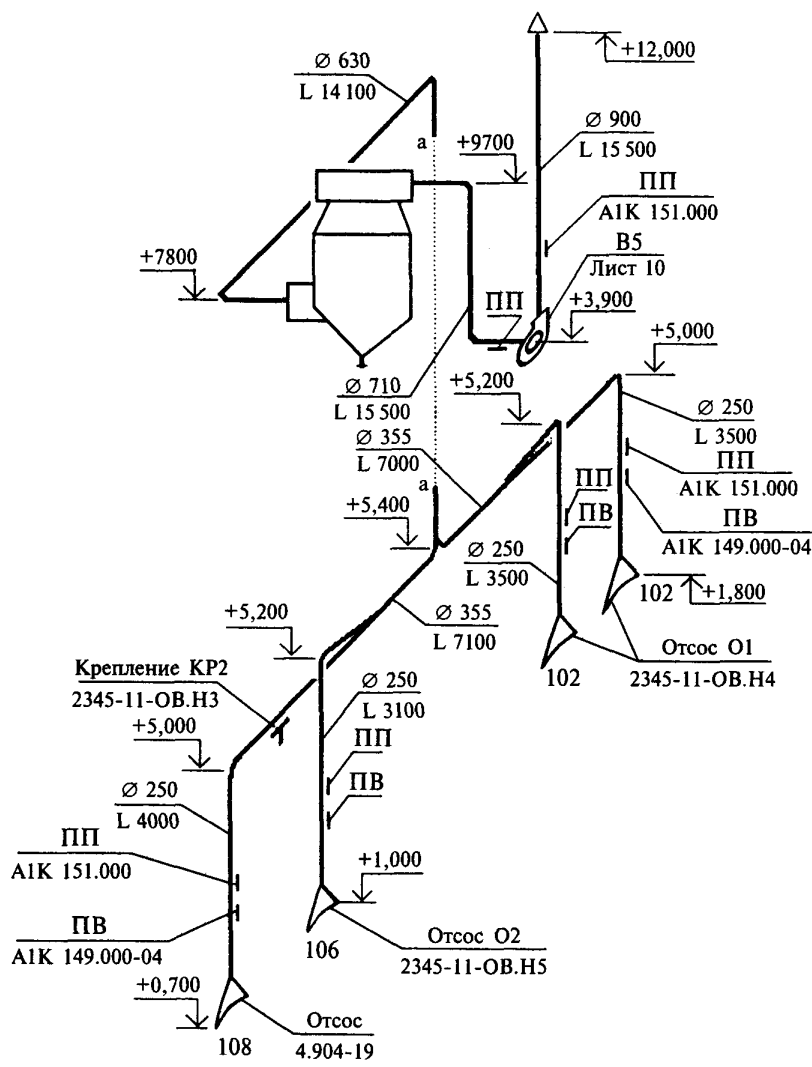 +12,000
∅ 630
L 14 100
∅ 900
L 15 500
а
+9700
ПП
А1К 151.000
В5
Лист 10
+7800
ПП
+3,900
+5,000
∅ 710
L 15 500
+5,200
∅ 250
L 3500
∅ 355
L 7000
ПП
А1К 151.000
а
ПП
ПВ
ПВ
А1К 149.000-04
+5,400
∅ 250
L 3500
102
+1,800
∅ 355
L 7100
+5,200
Отсос О1
2345-11-ОВ.Н4
102
Крепление КР2
2345-11-ОВ.Н3
∅ 250
L 3100
+5,000
ПП
ПВ
∅ 250
L 4000
ПП
А1К 151.000
+1,000
ПВ
А1К 149.000-04
106
Отсос О2
2345-11-ОВ.Н5
+0,700
108
Отсос
4.904-19